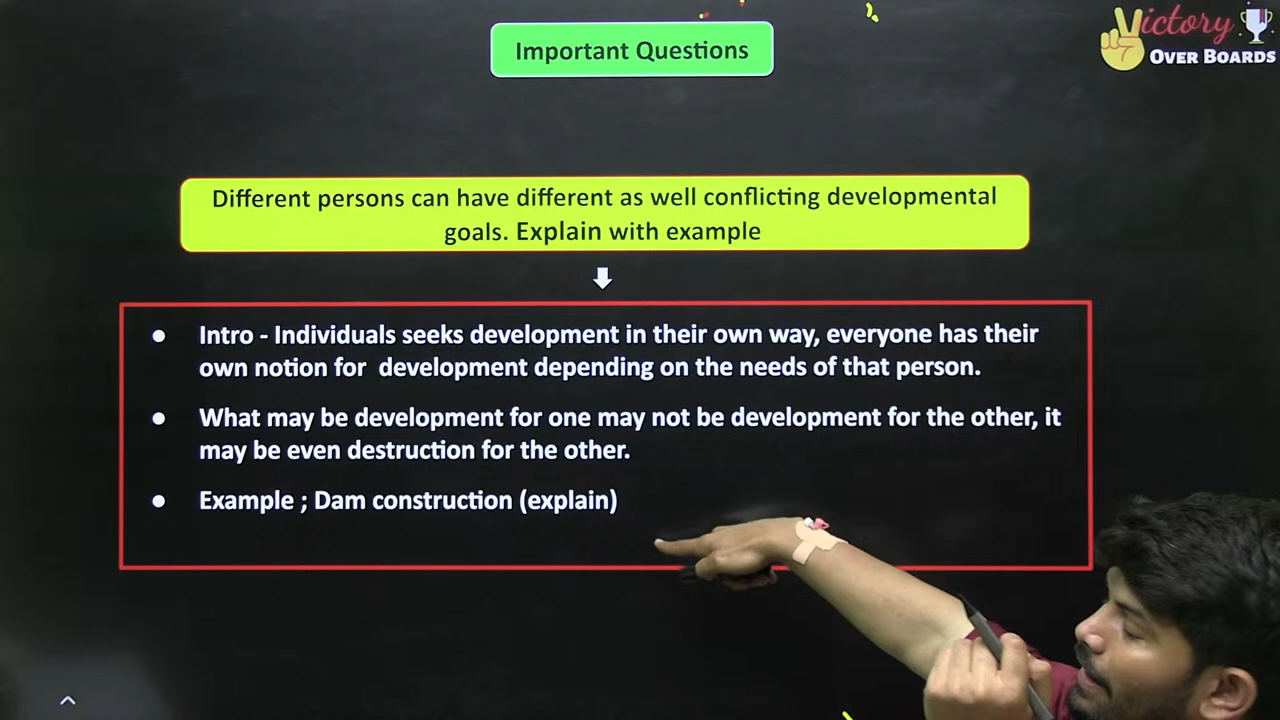 Important Questions
Victory
OVER BOARDS
Different persons can have different as well conflicting developmental
goals. Explain with example
● Intro - Individuals seeks development in their own way, everyone has their
own notion for development depending on the needs of that person.
● What may be development for one may not be development for the other, it
may be even destruction for the other.
● Example ; Dam construction (explain)